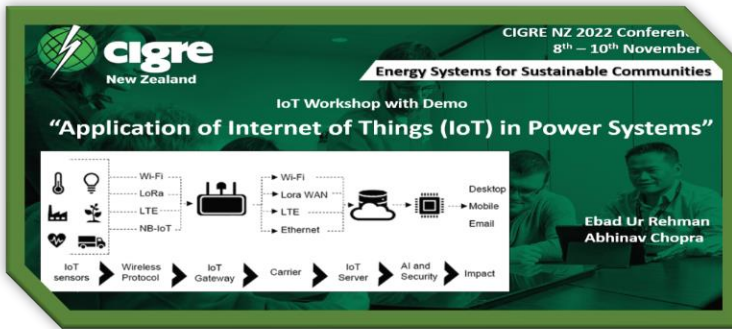 cigre
New Zealand
CIGRE NZ 2022 Conference
8th – 10th November
Energy Systems for Sustainable Communities
IoT Workshop with Demo
“Application of Internet of Things (IoT) in Power Systems”
Wi-Fi
LoRa
LTE
NB-IoT
Wi-Fi
Lora WAN
LTE
Ethernet
Desktop
Mobile
Email
IoT sensors
Wireless Protocol
IoT Gateway
Carrier
IoT Server
AI and Security
Impact
Ebad Ur Rehman
Abhinav Chopra